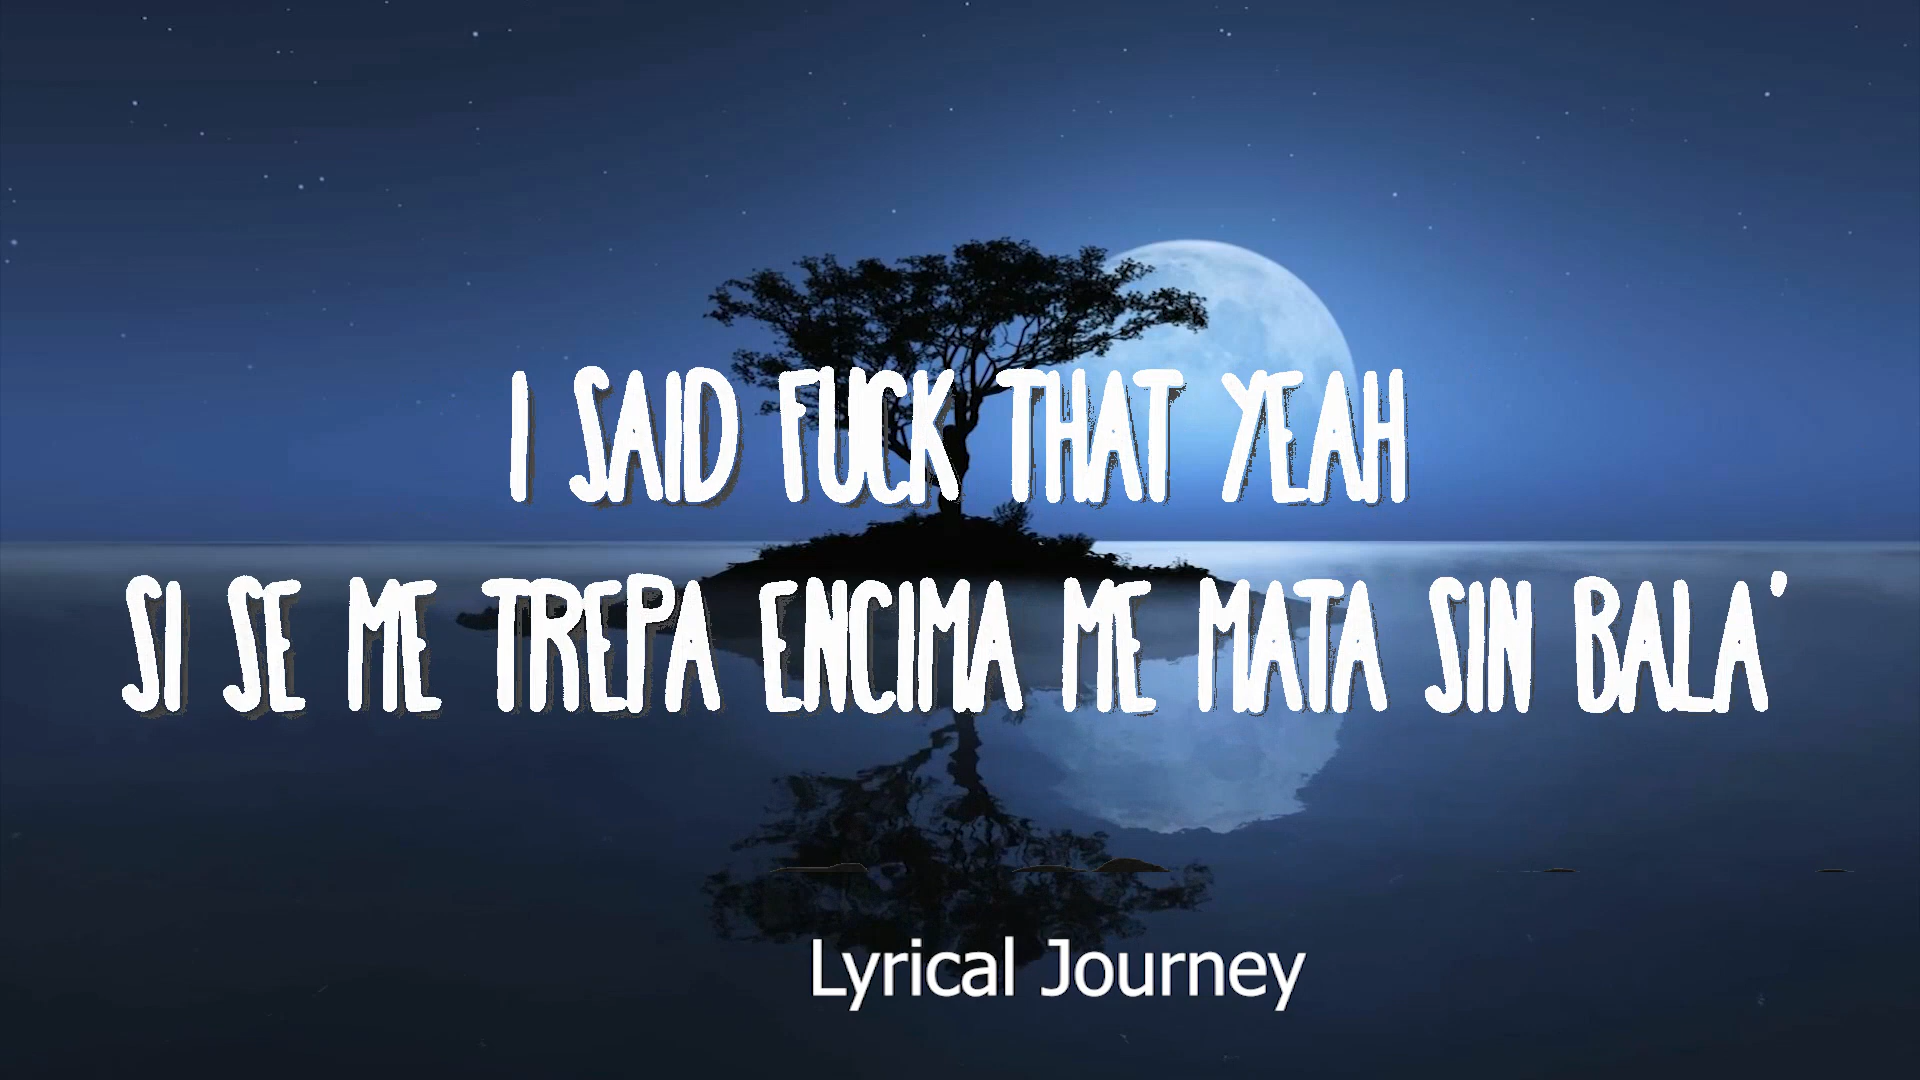 I SAID FUCK THAT YEAH
SI SE ME TREPA ENCIMA ME MATA SIN BALA'
Lyrical Journey